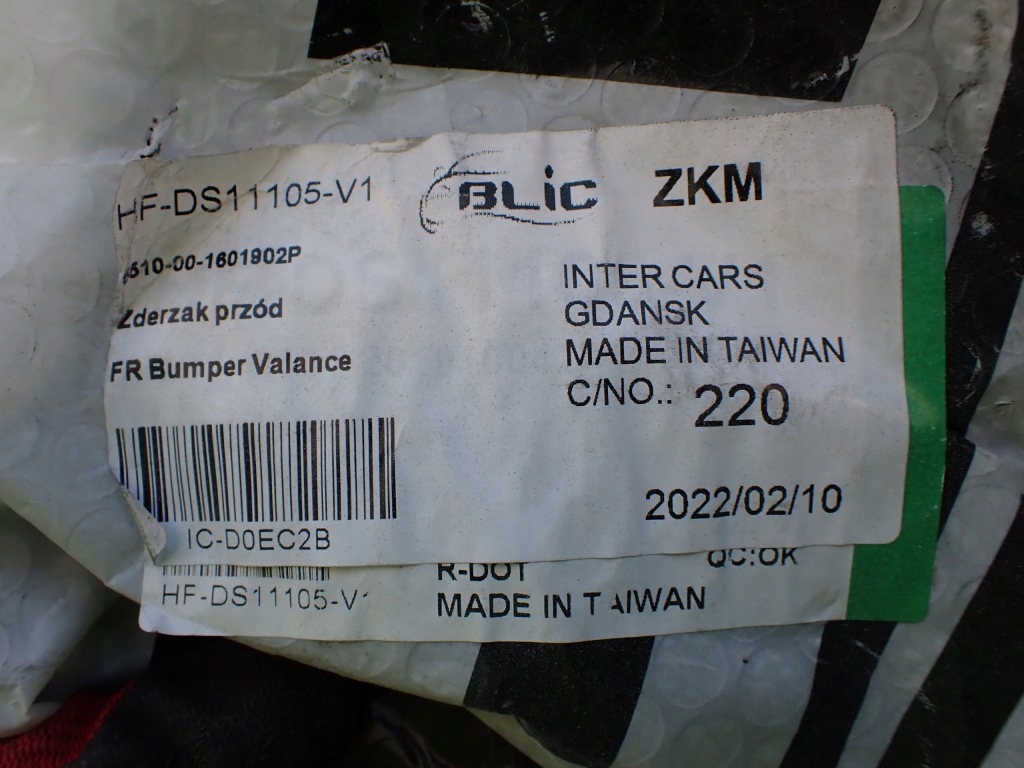 HF-DS11105-V1
BLIC
ZKM
5510-00-1601902P
Zderzak przód
FR Bumper Valance
INTER CARS
GDANSK
MADE IN TAIWAN
C/NO.: 220
IC-D0EC2B
2022/02/10
R-DOT
QC:OK
HF-DS11105-V1
MADE IN TAIWAN